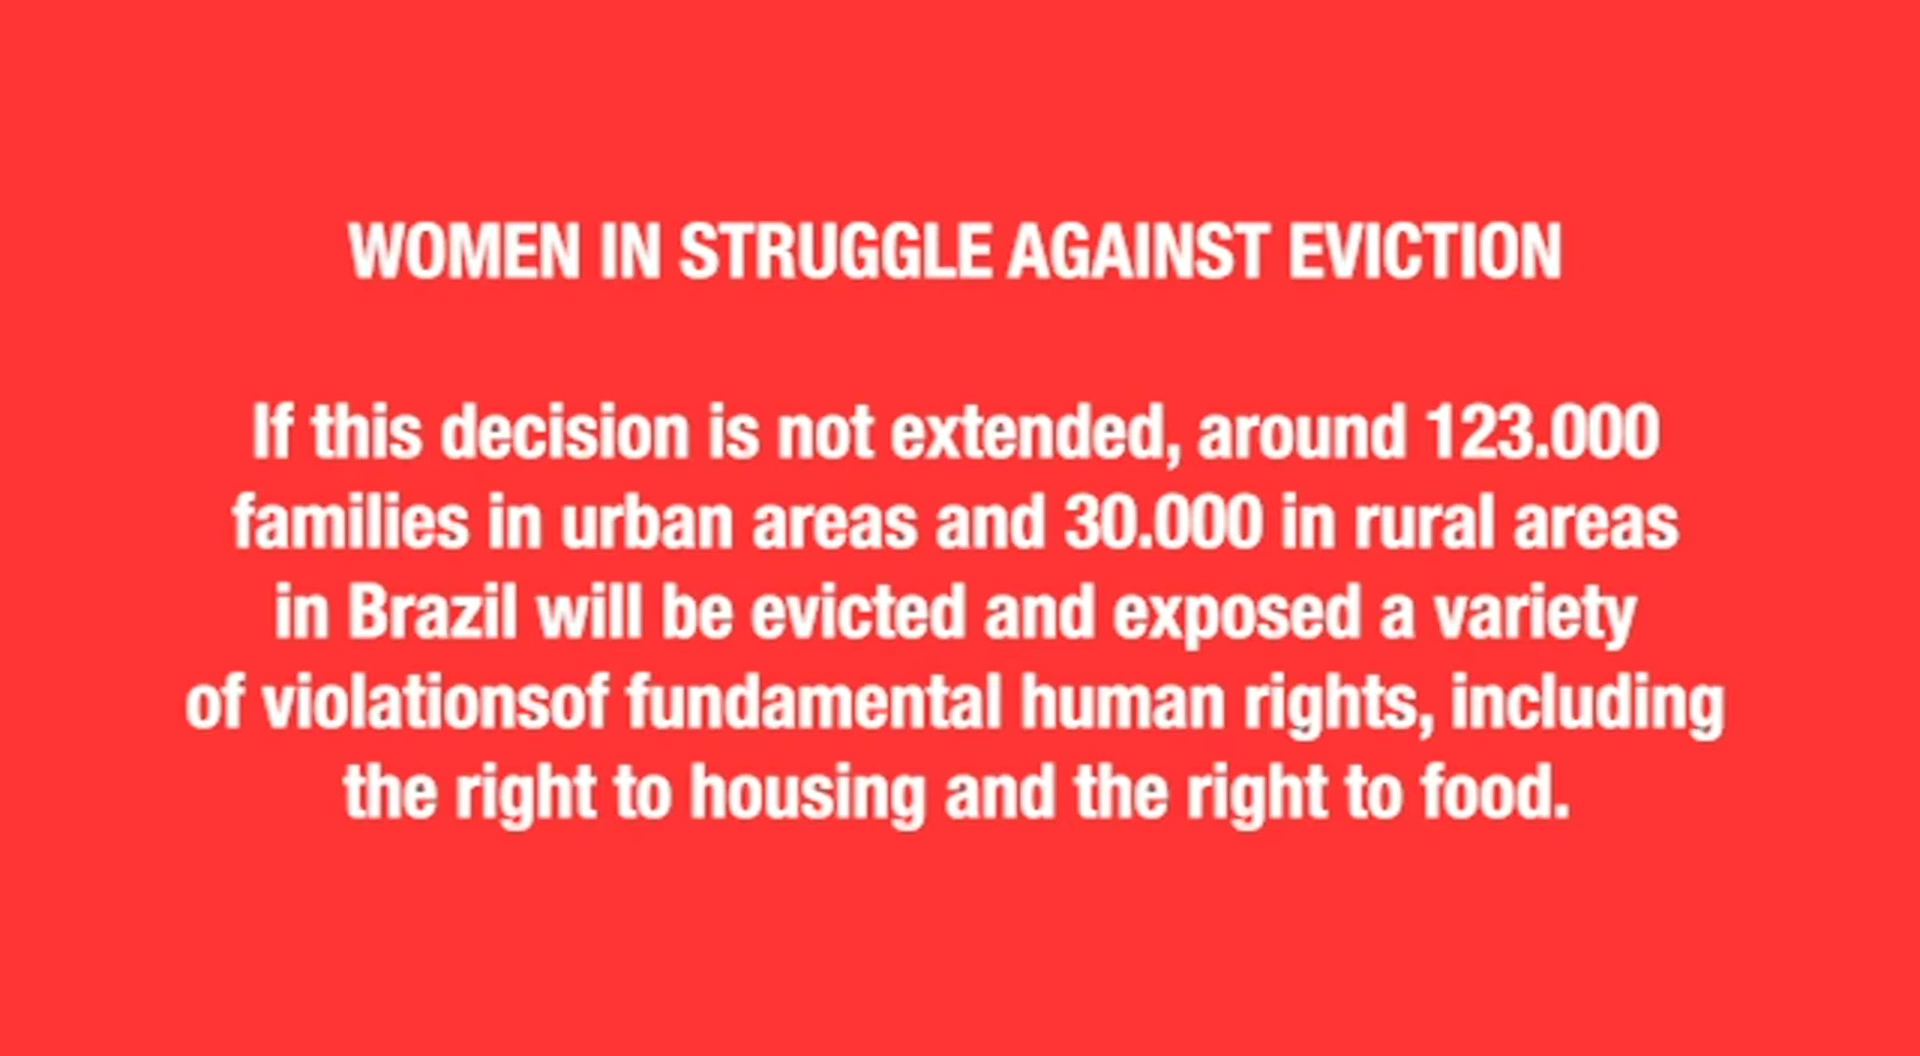 WOMEN IN STRUGGLE AGAINST EVICTION
If this decision is not extended, around 123.000
families in urban areas and 30.000 in rural areas
in Brazil will be evicted and exposed a variety
of violationsof fundamental human rights, including
the right to housing and the right to food.